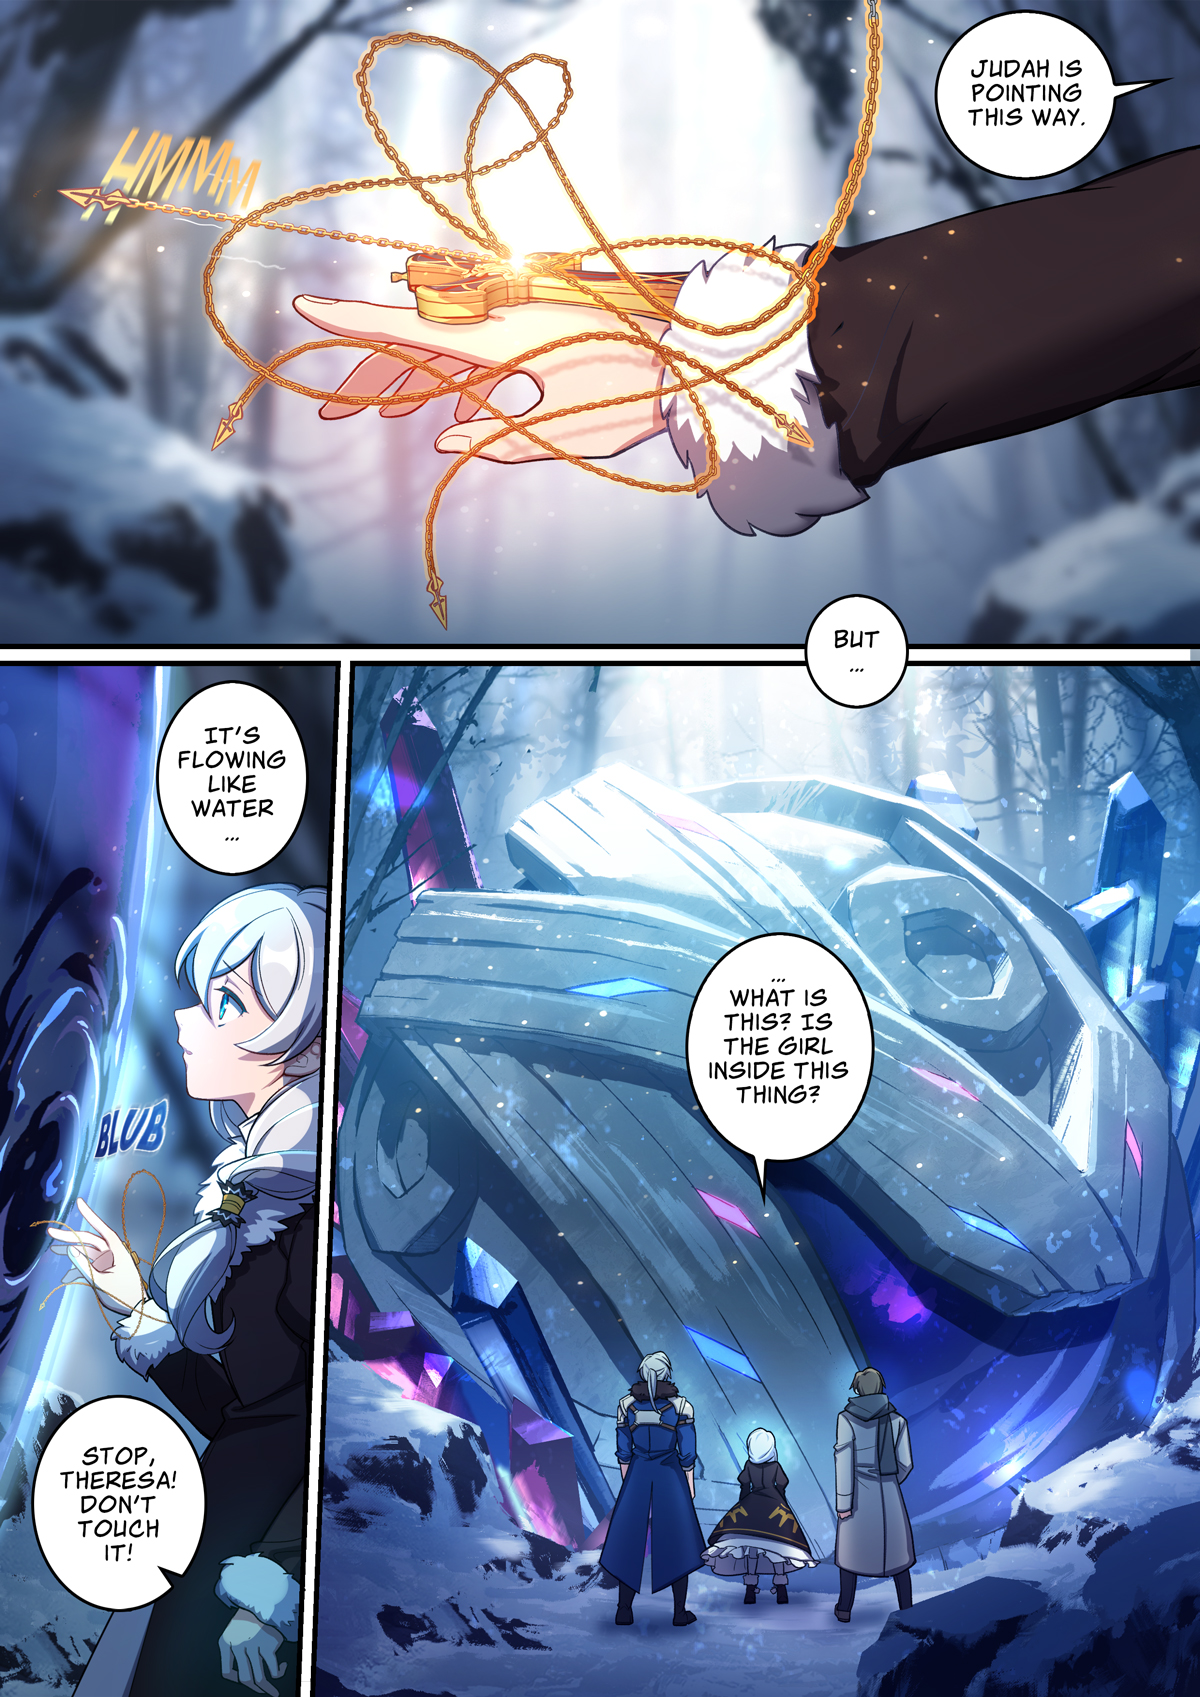 JUDAH IS
POINTING
THIS WAY.
HMMM
BUT
...
IT'S
FLOWING
LIKE
WATER
...
BLUB
STOP,
THERESA!
DON'T
TOUCH
IT!
...
WHAT IS
THIS? IS
THE GIRL
INSIDE THIS
THING?